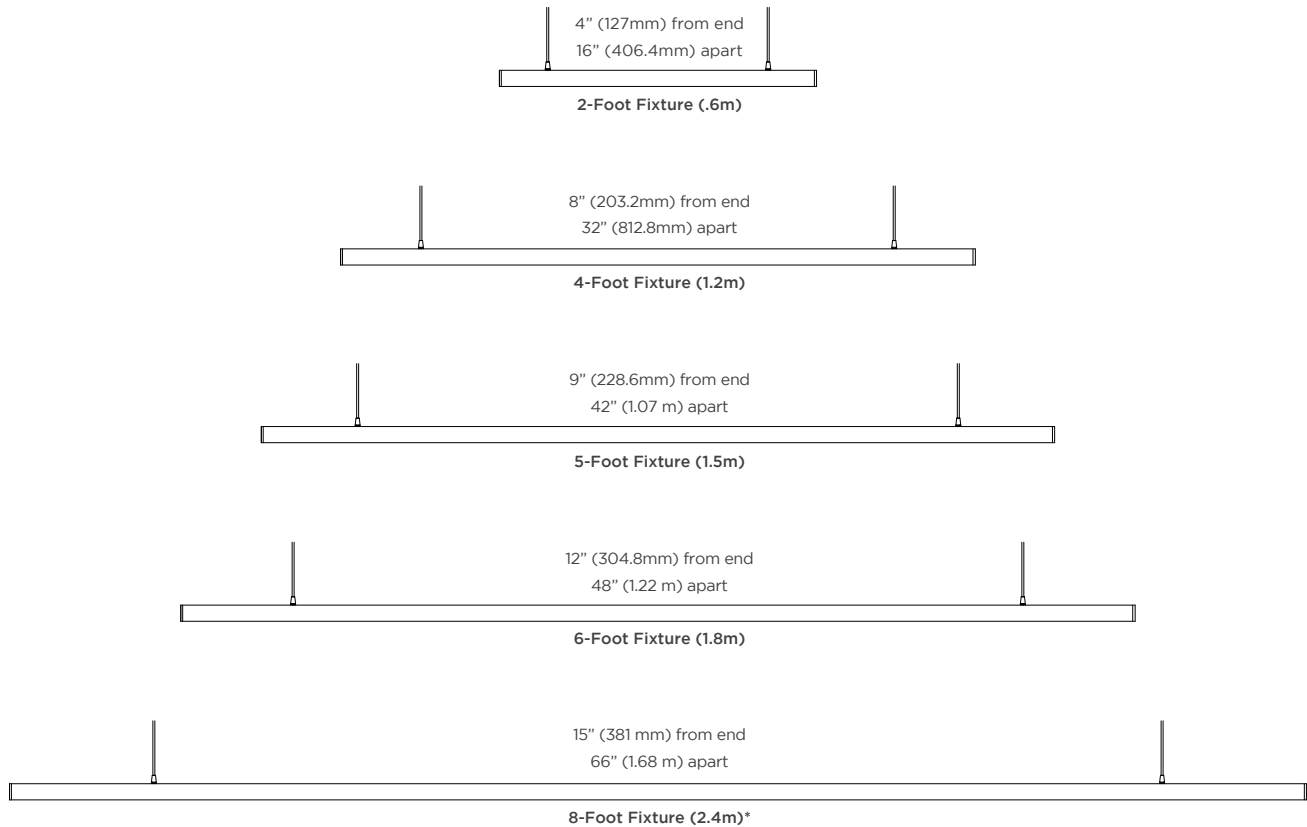 4” (127mm) from end
16” (406.4mm) apart
2-Foot Fixture (.6m)
8” (203.2mm) from end
32” (812.8mm) apart
4-Foot Fixture (1.2m)
9” (228.6mm) from end
42” (1.07 m) apart
5-Foot Fixture (1.5m)
12” (304.8mm) from end
48” (1.22 m) apart
6-Foot Fixture (1.8m)
15” (381 mm) from end
66” (1.68 m) apart
8-Foot Fixture (2.4m)*